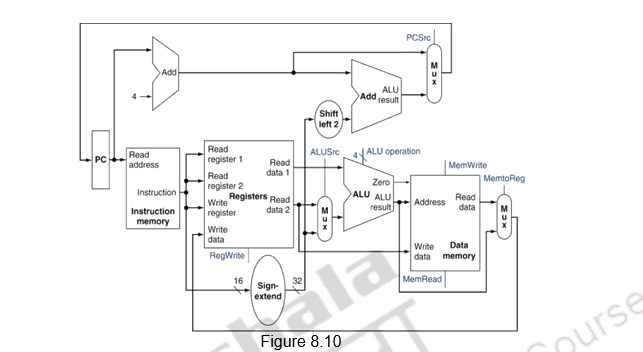 PCSrc
M
u
x
Add
4
Add
ALU
result
Shift
left 2
PC
Read
address
Instruction
Instruction
memory
Read
register 1
Read
register 2
Write
register
Write
data
Registers
Read
data 1
Read
data 2
RegWrite
16
Sign-
extend
32
ALUSrc
M
u
x
4
ALU operation
Zero
ALU
ALU
result
MemWrite
Address
Read
data
Write
data
Data
memory
MemRead
MemtoReg
M
u
x
Figure 8.10
Course